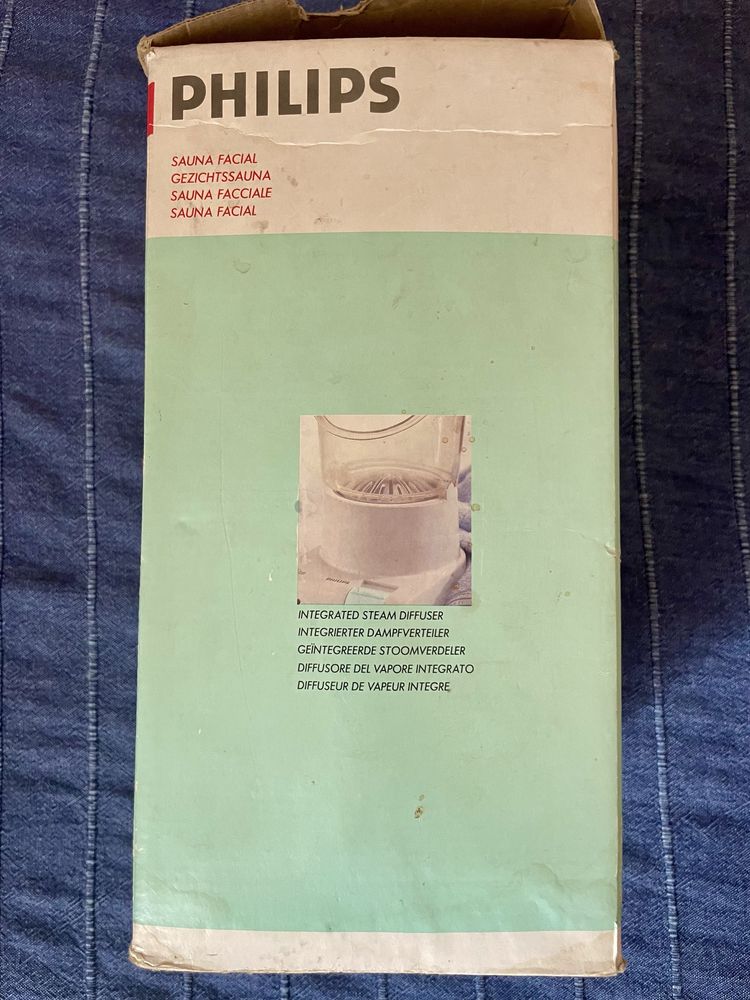 PHILIPS
SAUNA FACIAL
GEZICHTSSAUNA
SAUNA FACCIALE
SAUNA FACIAL
PHILIPS
INTEGRATED STEAM DIFFUSER
INTEGRIERTER DAMPFVERTEILER
GEÏNTEGREERDE STOOMVERDELER
DIFFUSORE DEL VAPORE INTEGRATO
DIFFUSEUR DE VAPEUR INTEGRE